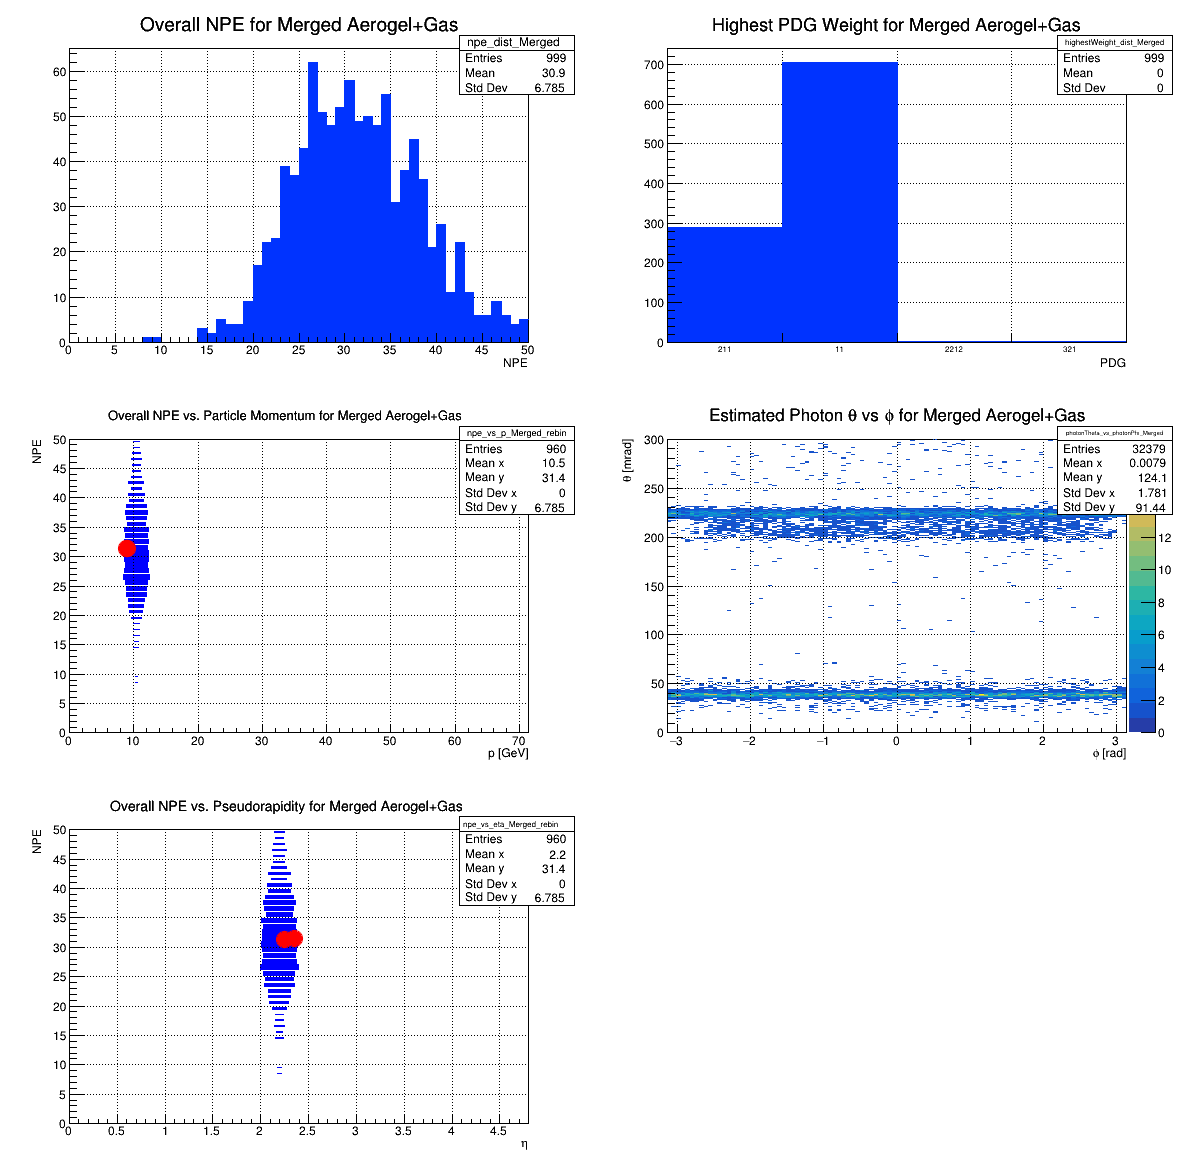 Overall NPE for Merged Aerogel+Gas
npe_dist_Merged
Entries 999
Mean 30.9
Std Dev 6.785
60
50
40
30
20
10
0
0 5 10 15 20 25 30 35 40 45 50
NPE
Highest PDG Weight for Merged Aerogel+Gas
highestWeight_dist_Merged
Entries 999
Mean 0
Std Dev 0
700
600
500
400
300
200
100
0
211 11 2212 321
PDG
Overall NPE vs. Particle Momentum for Merged Aerogel+Gas
npe_vs_p_Merged_rebin
Entries 960
Mean x 10.5
Mean y 31.4
Std Dev x 0
Std Dev y 6.785
NPE
50
45
40
35
30
25
20
15
10
5
0
0 10 20 30 40 50 60 70
p [GeV]
Estimated Photon θ vs ϕ for Merged Aerogel+Gas
photonTheta_vs_photonPhi_Merged
Entries 32379
Mean x 0.0079
Mean y 124.1
Std Dev x 1.781
Std Dev y 91.44
θ [mrad]
300
250
200
150
100
50
0
−3 −2 −1 0 1 2 3
ϕ [rad]
12
10
8
6
4
2
0
Overall NPE vs. Pseudorapidity for Merged Aerogel+Gas
npe_vs_eta_Merged_rebin
Entries 960
Mean x 2.2
Mean y 31.4
Std Dev x 0
Std Dev y 6.785
NPE
50
45
40
35
30
25
20
15
10
5
0
0 0.5 1 1.5 2 2.5 3 3.5 4 4.5
η